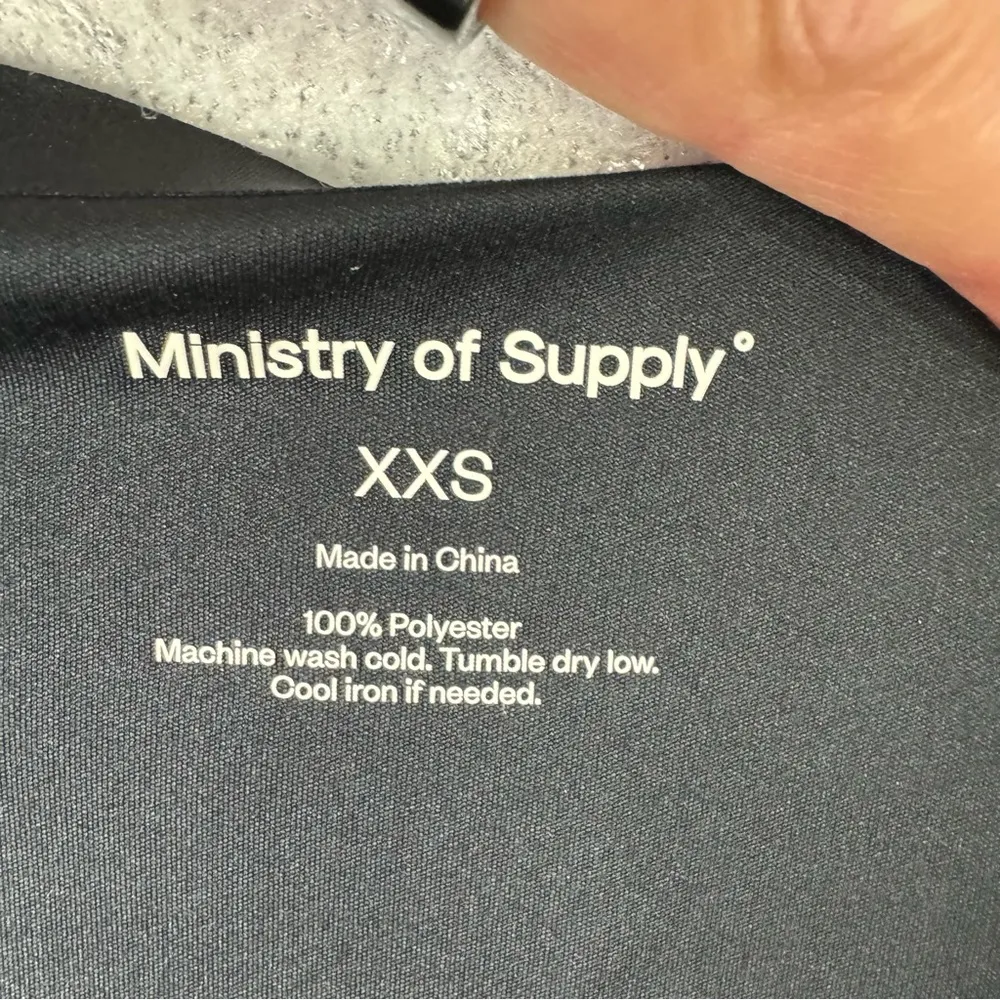 Ministry of Supply°
XXS
Made in China
100% Polyester
Machine wash cold. Tumble dry low.
Cool iron if needed.